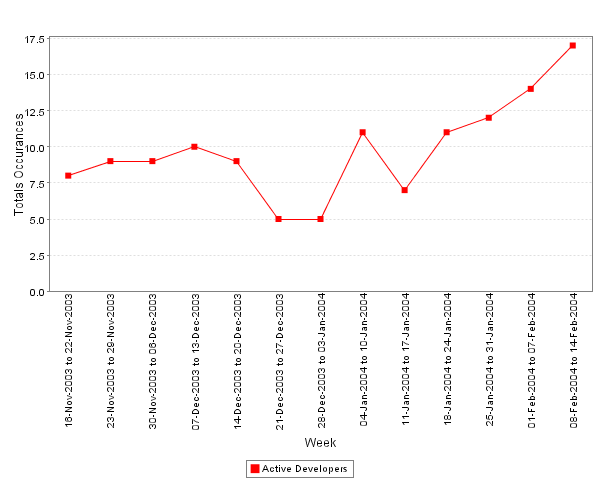 17.5
15.0
12.5
10.0
7.5
5.0
2.5
0.0
Totals Occurances
16-Nov-2003 to 22-Nov-2003
23-Nov-2003 to 29-Nov-2003
30-Nov-2003 to 06-Dec-2003
07-Dec-2003 to 13-Dec-2003
14-Dec-2003 to 20-Dec-2003
21-Dec-2003 to 27-Dec-2003
28-Dec-2003 to 03-Jan-2004
04-Jan-2004 to 10-Jan-2004
11-Jan-2004 to 17-Jan-2004
18-Jan-2004 to 24-Jan-2004
25-Jan-2004 to 31-Jan-2004
01-Feb-2004 to 07-Feb-2004
08-Feb-2004 to 14-Feb-2004
Week
Active Developers